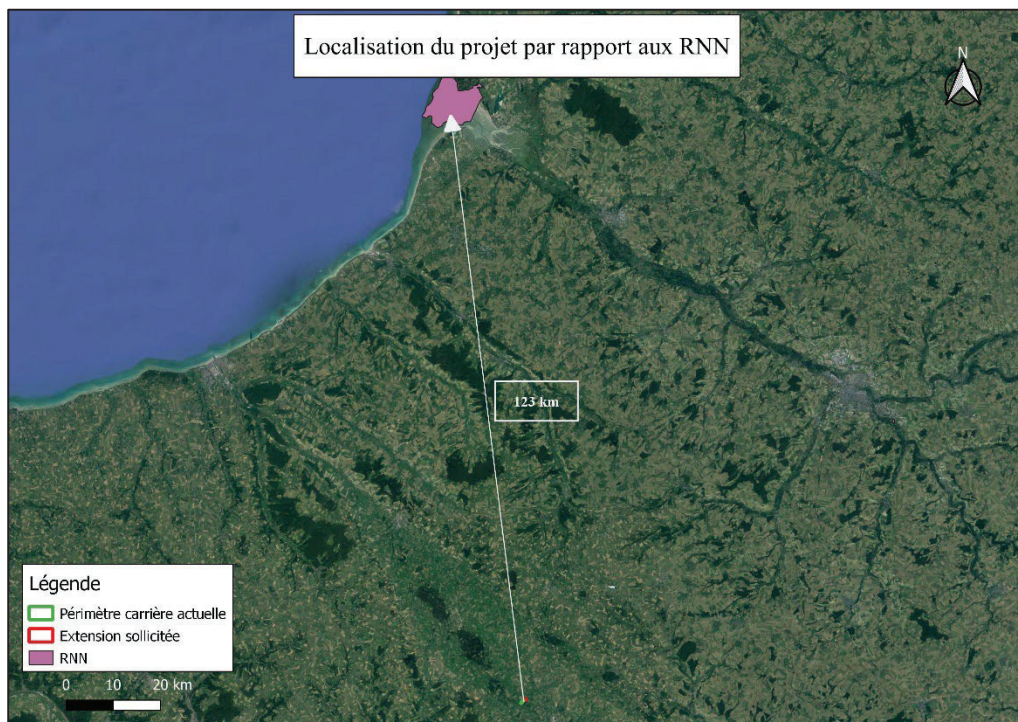 Localisation du projet par rapport aux RNN
N
123 km
Légende
Périmètre carrière actuelle
Extension sollicitée
RNN
0 10 20 km